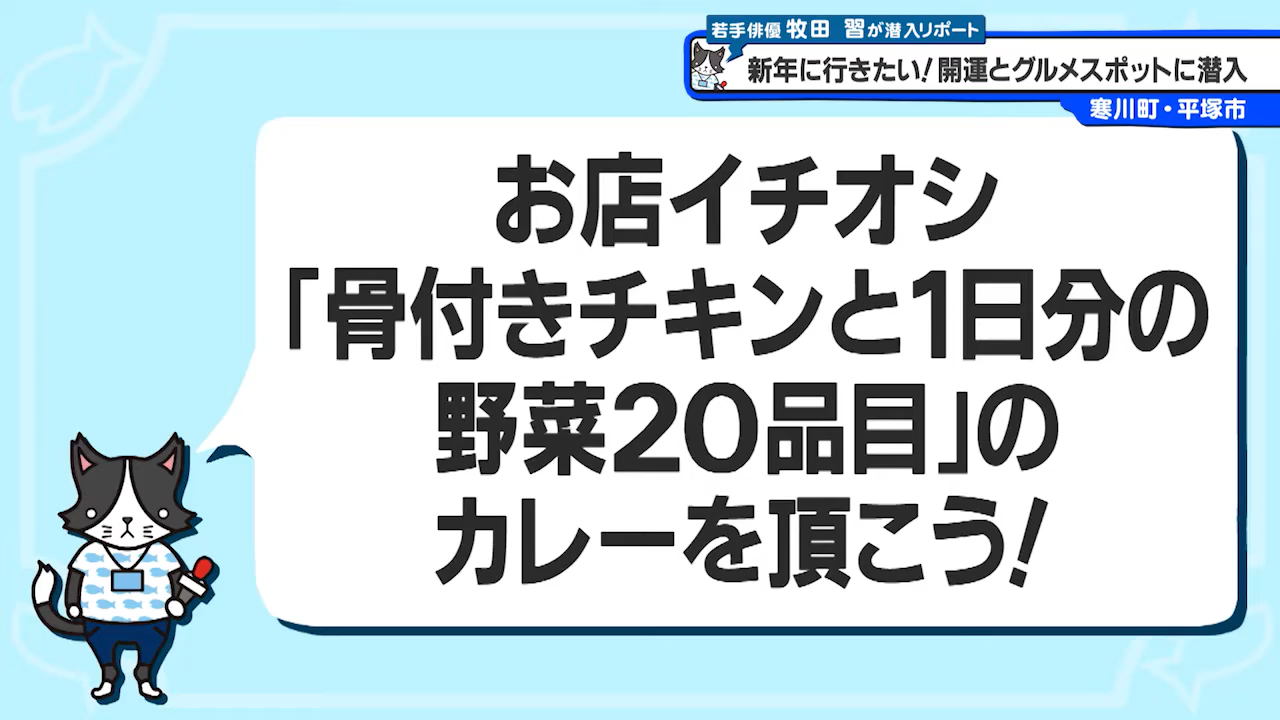 若手俳優 牧田 習が潜入リポート
新年に行きたい!開運とグルメスポットに潜入
寒川町・平塚市
お店イチオシ
「骨付きチキンと1日分の
野菜20品目」の
カレーを頂こう!